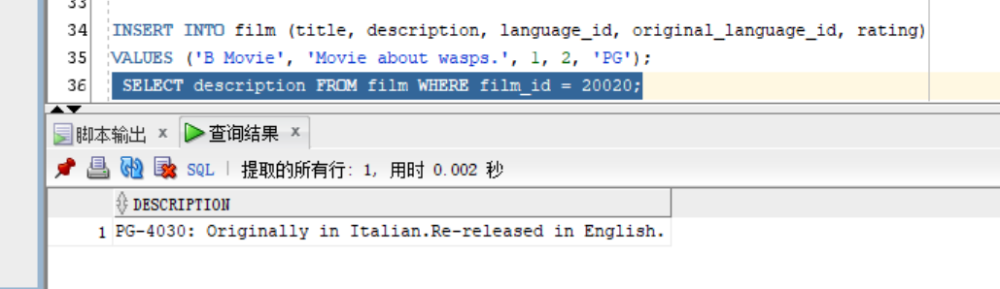 33
34 INSERT INTO film (title, description, language_id, original_language_id, rating)
35 VALUES ('B Movie', 'Movie about wasps.', 1, 2, 'PG');
36 SELECT description FROM film WHERE film_id = 20020;
脚本输出 × 查询结果 ×
SQL | 提取的所有行: 1, 用时 0.002 秒
DESCRIPTION
1 PG-4030: Originally in Italian.Re-released in English.